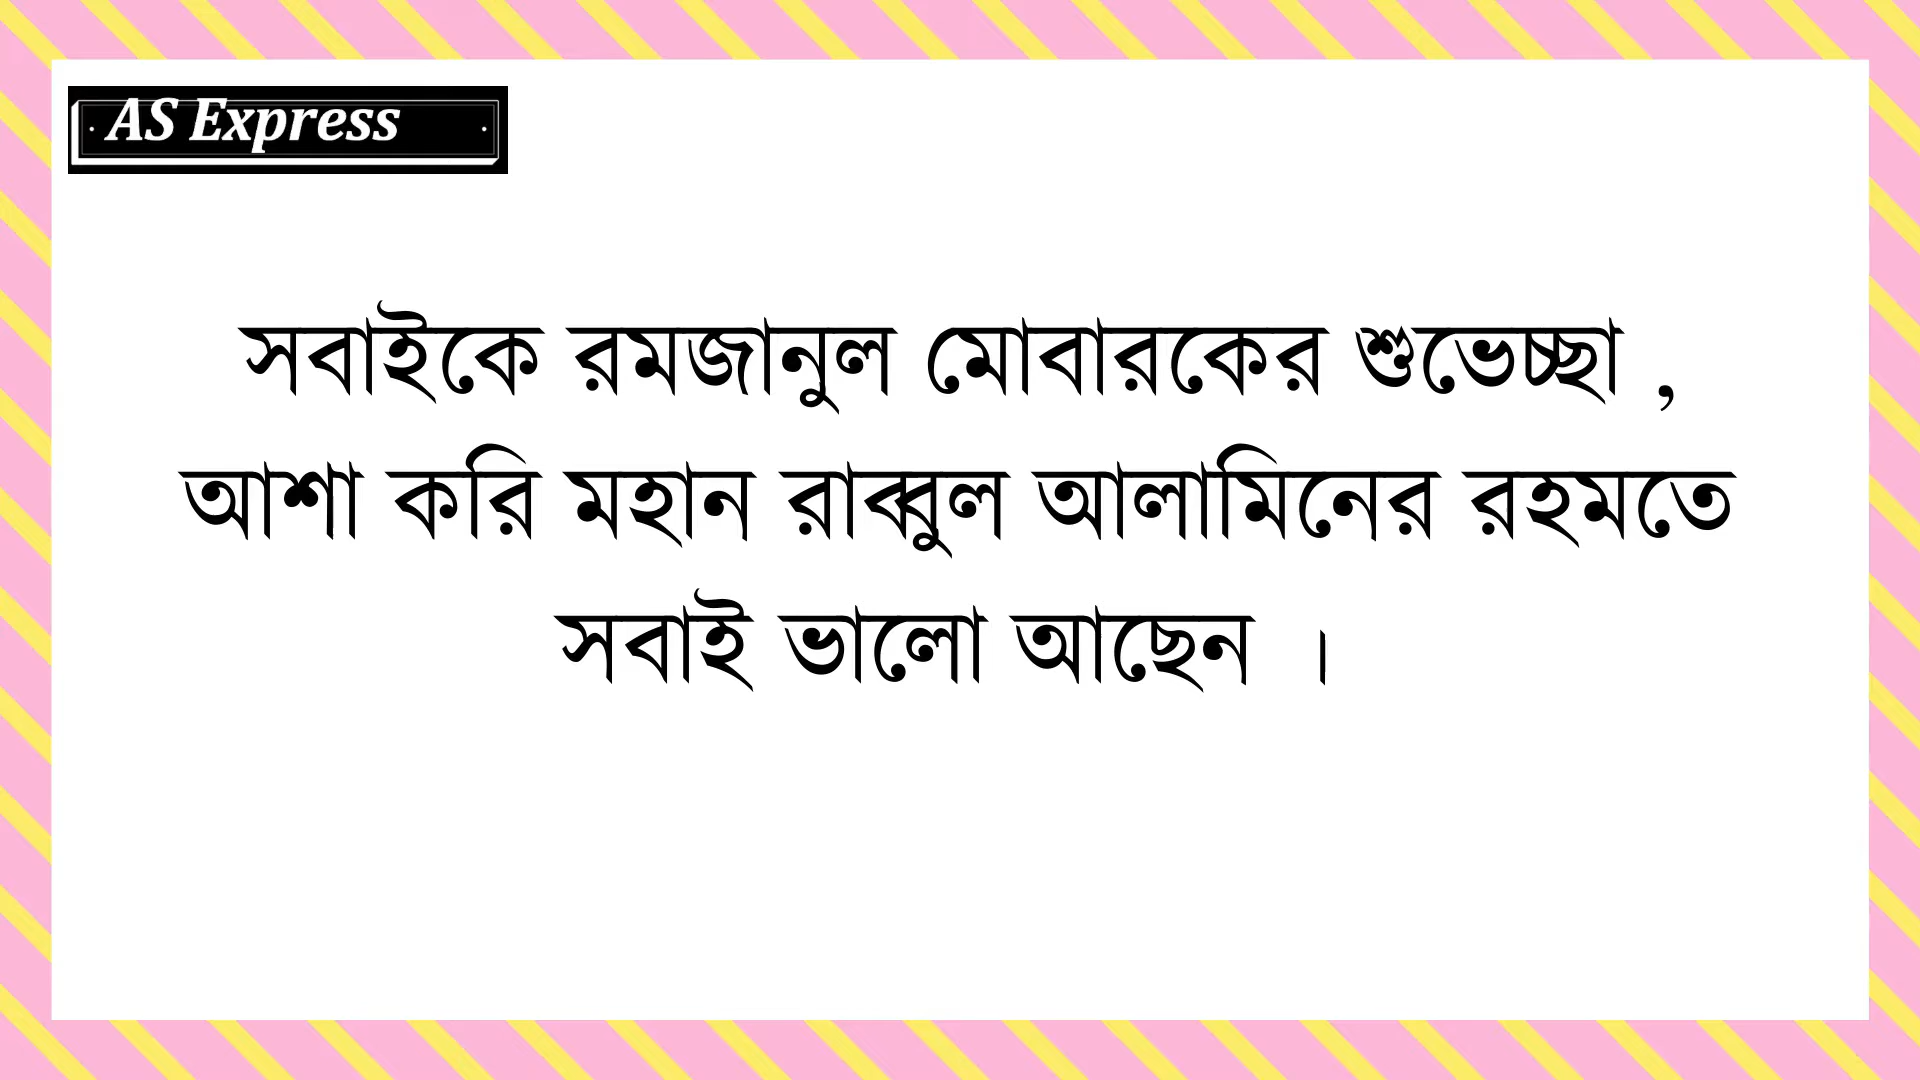 AS Express
সবাইকে রমজানুল মোবারকের শুভেচ্ছা ,
আশা করি মহান রাব্বুল আলামিনের রহমতে
সবাই ভালো আছেন ।